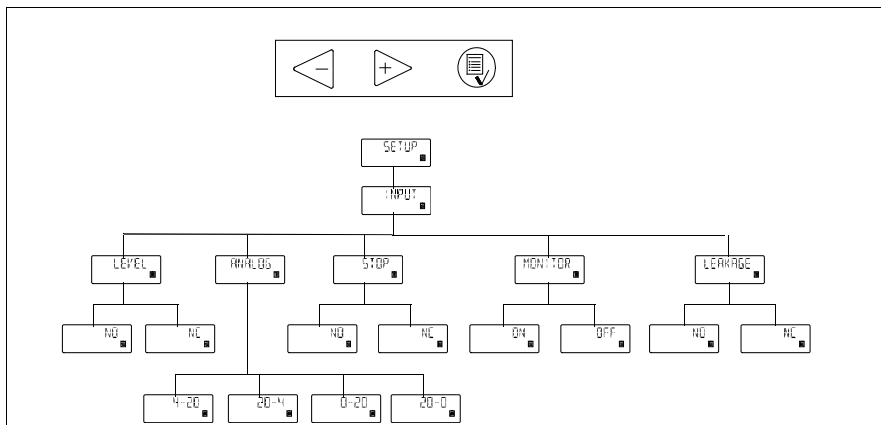 - +
SETUP
INPUT
LEVEL ANALOG STOP MONITOR LEAKAGE
NO NC NO NC ON OFF NO NC
4-20 20-4 0-20 20-0